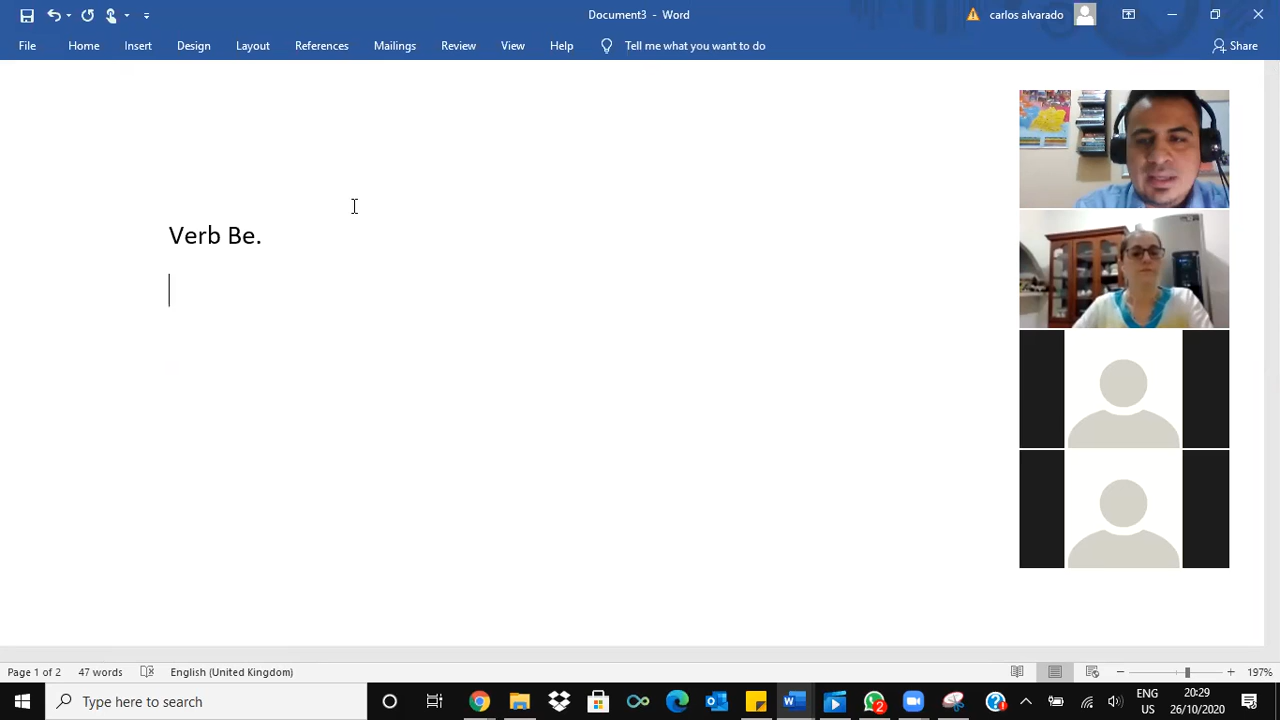 Document3 - Word
carlos alvarado
File Home Insert Design Layout References Mailings Review View Help Tell me what you want to do Share
Verb Be.
Page 1 of 2 47 words English (United Kingdom) 197%
Type here to search
2
ENG
US
20:29
26/10/2020